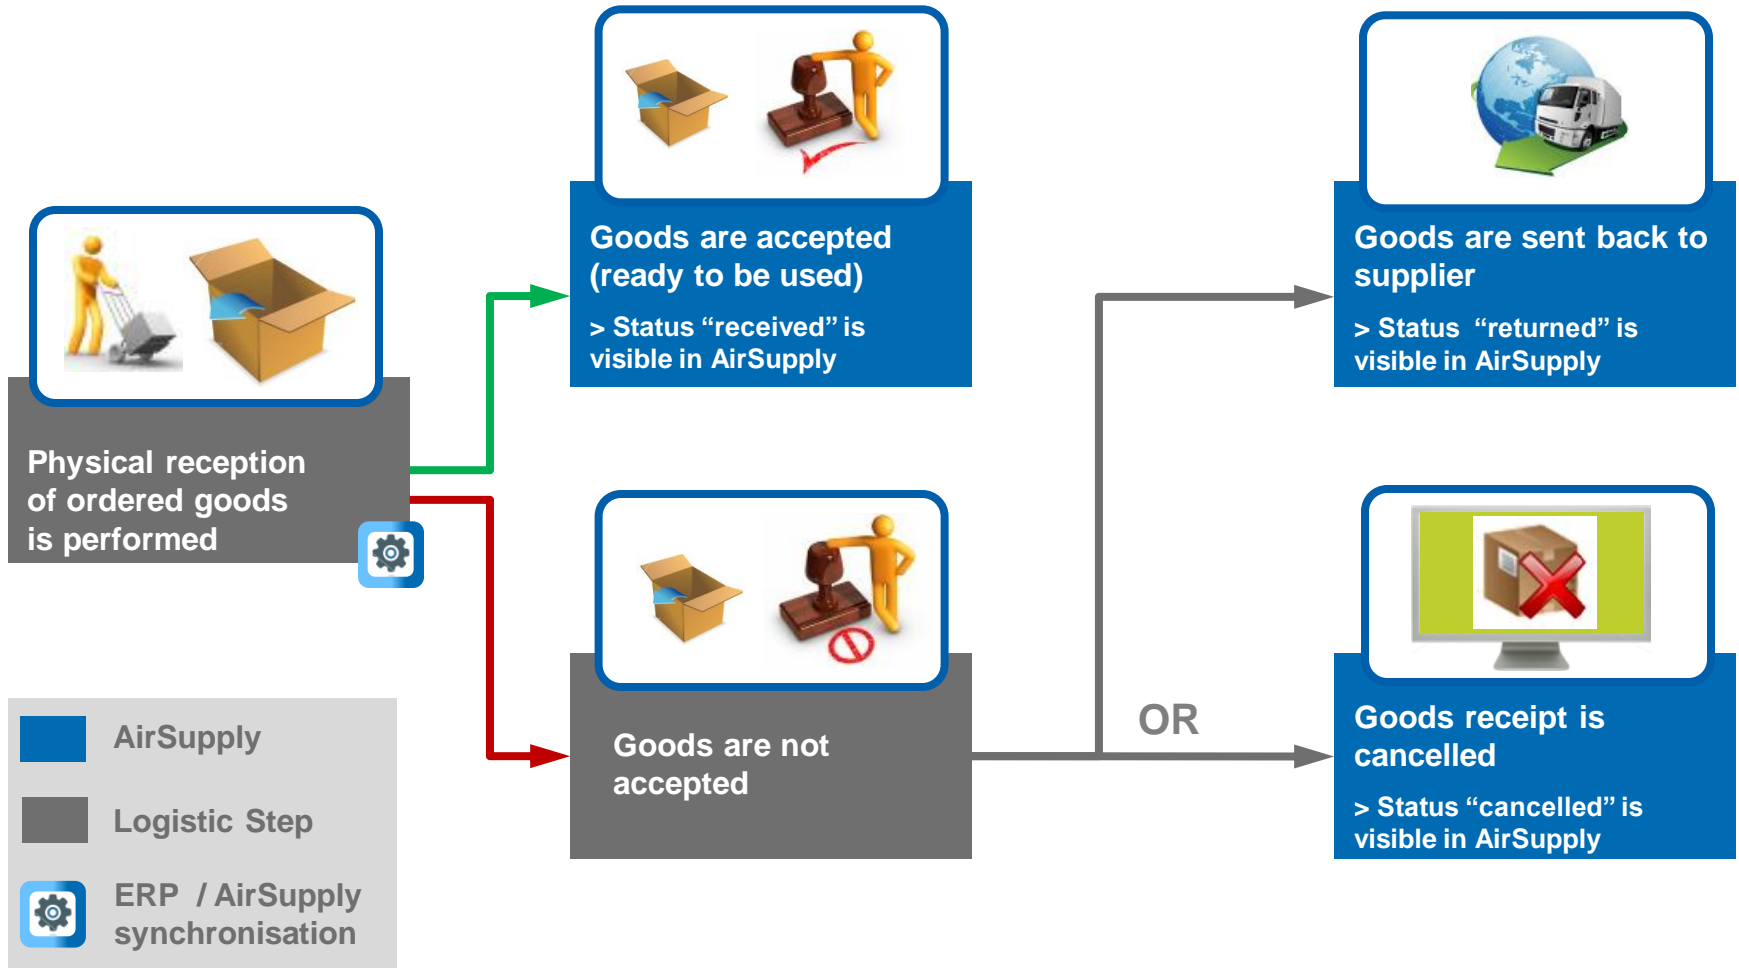 Physical reception
of ordered goods
is performed
Goods are accepted
(ready to be used)
> Status “received” is
visible in AirSupply
Goods are not
accepted
Goods are sent back to
supplier
> Status “returned” is
visible in AirSupply
OR
Goods receipt is
cancelled
> Status “cancelled” is
visible in AirSupply
AirSupply
Logistic Step
ERP / AirSupply
synchronisation